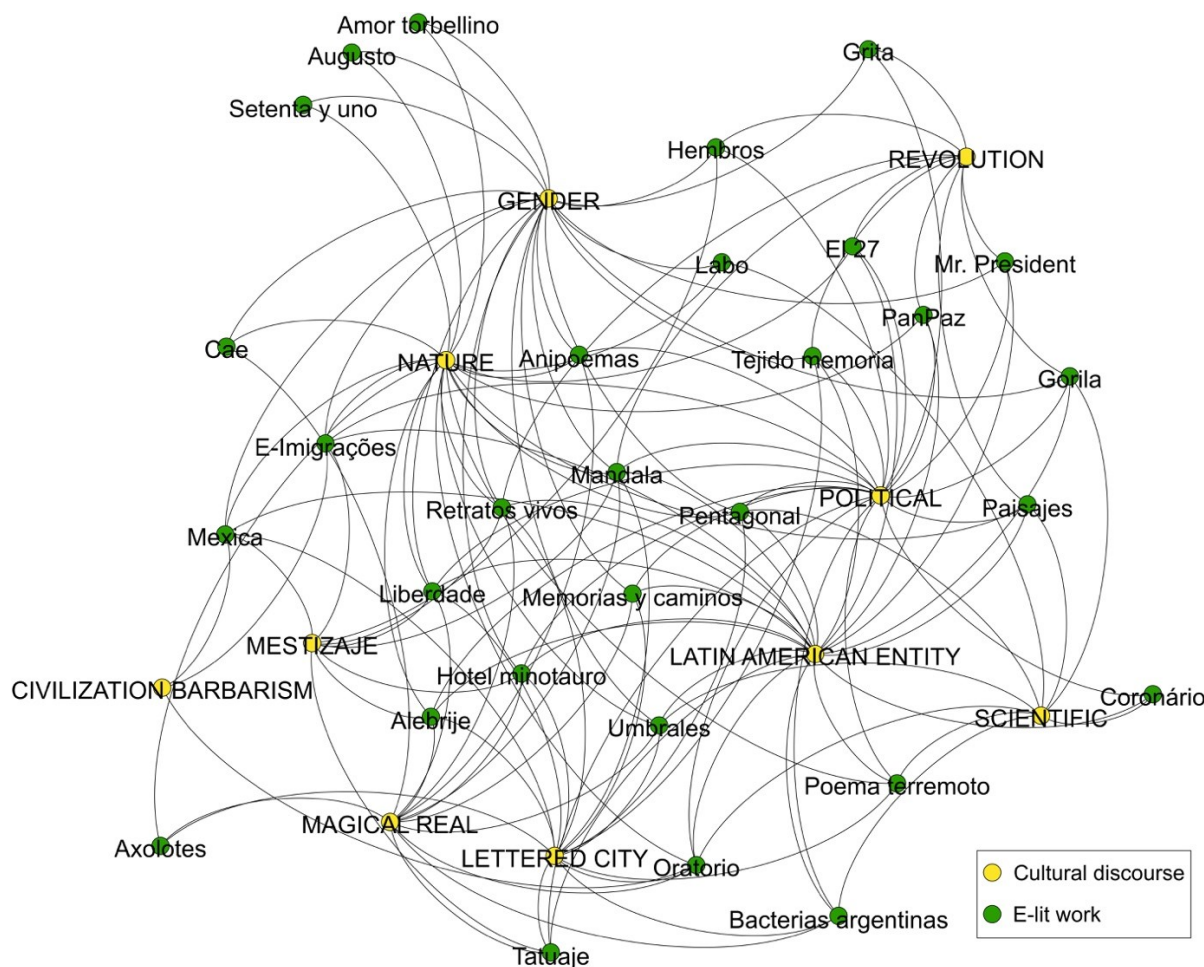 Amor torbellino
Augusto
Grita
Setenta y uno
Hembros
REVOLUTION
GENDER
El 27
Labo
Mr. President
PanPaz
Cae
NATURE
Anipoemas
Tejido memoria
Gorila
E-Imigrações
Mandala
POLITICAL
Retratos vivos
Pentagonal
Paisajes
Mexica
Liberdade
Memorias y caminos
MESTIZAJE
LATIN AMERICAN ENTITY
Hotel minotauro
CIVILIZATION BARBARISM
Coronário
Alebrije
Umbrales
SCIENTIFIC
Poema terremoto
MAGICAL REAL
Axolotes
LETTERED CITY
Oratorio
Cultural discourse
E-lit work
Bacterias argentinas
Tatuaje